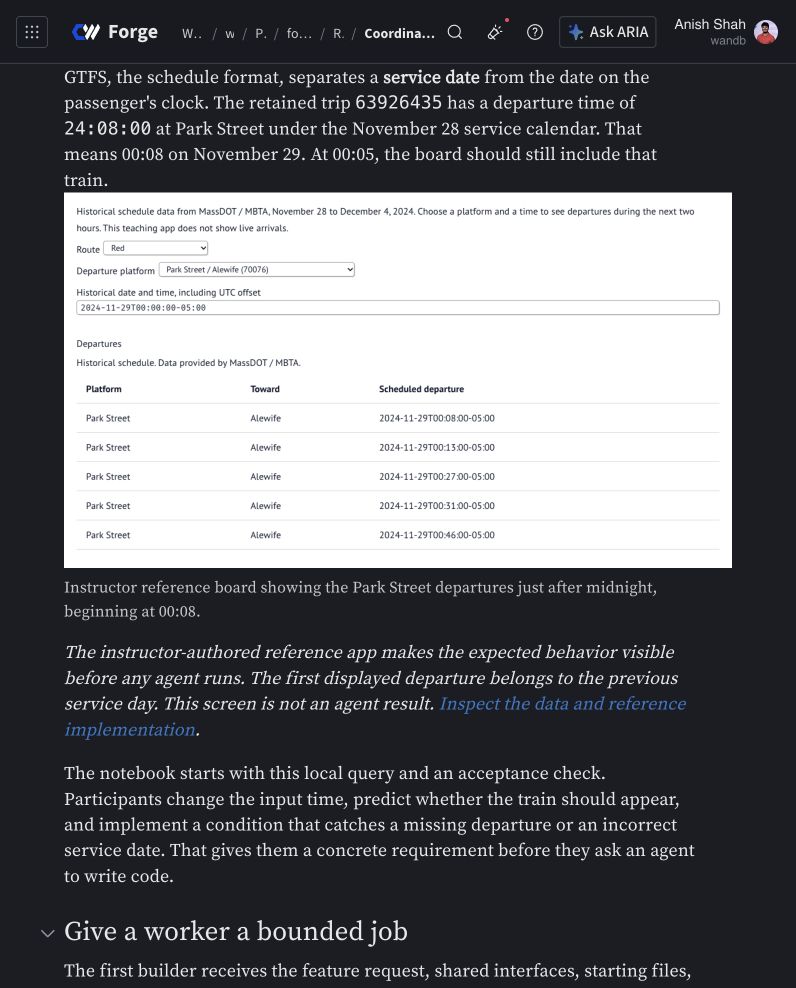 Forge
W.. / w / P. / fo... / R. / Coordina...
Ask ARIA
Anish Shah
wandb
GTFS, the schedule format, separates a service date from the date on the
passenger's clock. The retained trip 63926435 has a departure time of
24:08:00 at Park Street under the November 28 service calendar. That
means 00:08 on November 29. At 00:05, the board should still include that
train.
Historical schedule data from MassDOT / MBTA, November 28 to December 4, 2024. Choose a platform and a time to see departures during the next two
hours. This teaching app does not show live arrivals.
Route Red
Departure platform Park Street / Alewife (70076)
Historical date and time, including UTC offset
2024-11-29T00:00:00-05:00
Departures
Historical schedule. Data provided by MassDOT / MBTA.
Platform Toward Scheduled departure
Park Street Alewife 2024-11-29T00:08:00-05:00
Park Street Alewife 2024-11-29T00:13:00-05:00
Park Street Alewife 2024-11-29T00:27:00-05:00
Park Street Alewife 2024-11-29T00:31:00-05:00
Park Street Alewife 2024-11-29T00:46:00-05:00
Instructor reference board showing the Park Street departures just after midnight,
beginning at 00:08.
The instructor-authored reference app makes the expected behavior visible
before any agent runs. The first displayed departure belongs to the previous
service day. This screen is not an agent result. Inspect the data and reference
implementation.
The notebook starts with this local query and an acceptance check.
Participants change the input time, predict whether the train should appear,
and implement a condition that catches a missing departure or an incorrect
service date. That gives them a concrete requirement before they ask an agent
to write code.
Give a worker a bounded job
The first builder receives the feature request, shared interfaces, starting files,